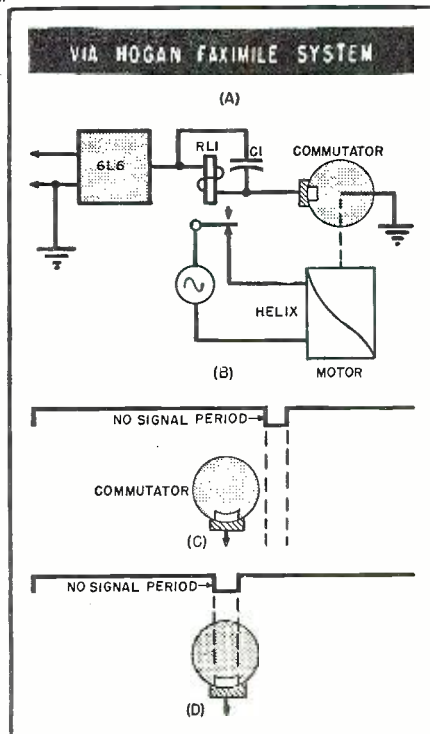 VIA HOGAN FAXIMILE SYSTEM
(A)
6L6
RL1
C1
COMMUTATOR
HELIX
(B)
MOTOR
NO SIGNAL PERIOD
COMMUTATOR
(C)
NO SIGNAL PERIOD
(D)